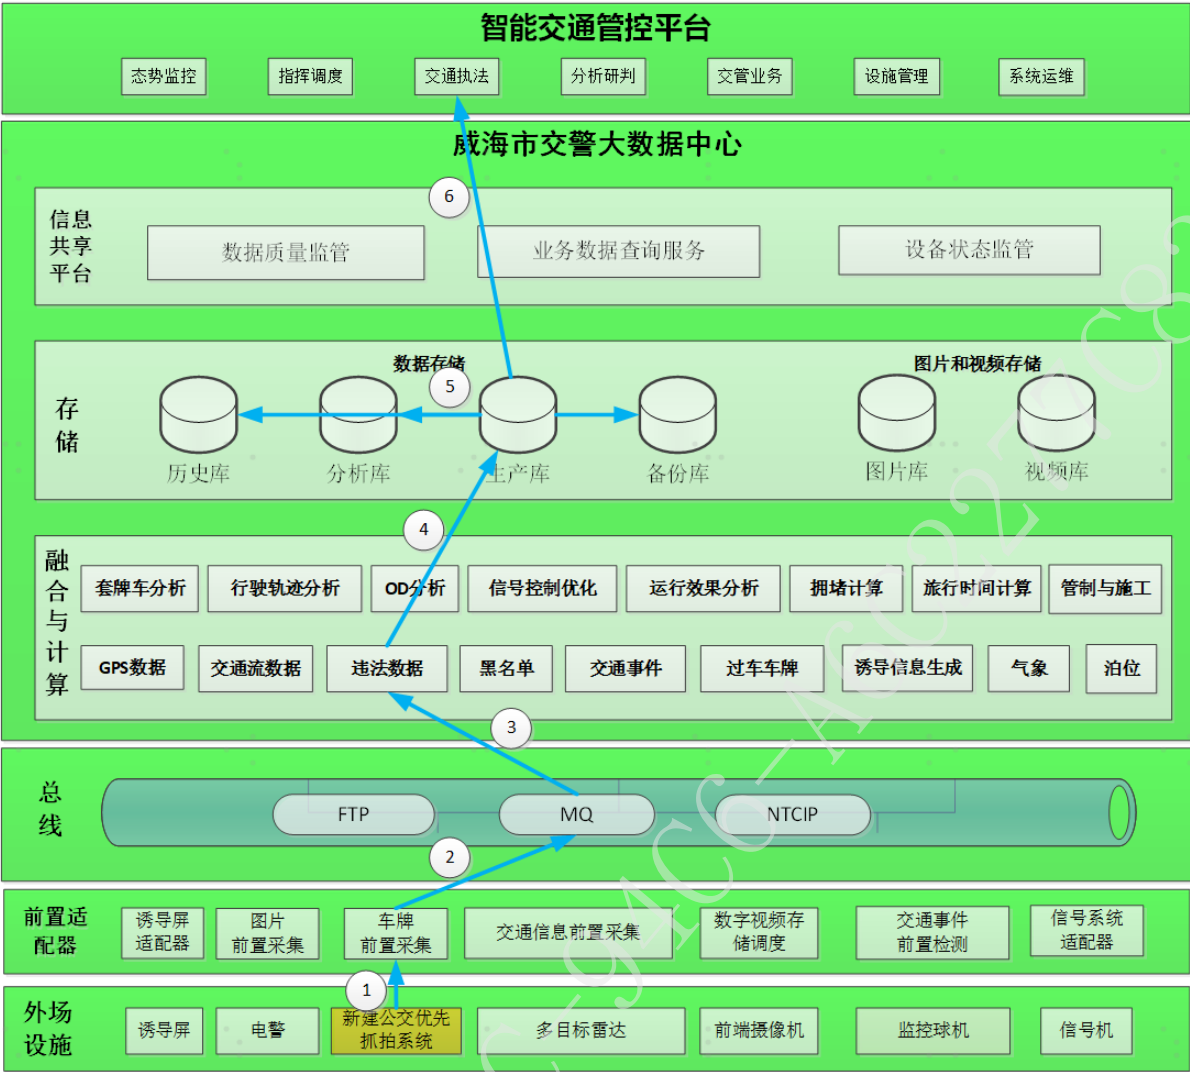 智能交通管控平台
态势监控 指挥调度 交通执法 分析研判 交管业务 设施管理 系统运维
威海市交警大数据中心
6
信息
共享
平台
数据质量监管 业务数据查询服务 设备状态监管
数据存储 图片和视频存储
5
存
储
历史库 分析库 生产库 备份库 图片库 视频库
4
融
合
与
计
算
套牌车分析 行驶轨迹分析 OD分析 信号控制优化 运行效果分析 拥堵计算 旅行时间计算 管制与施工
GPS数据 交通流数据 违法数据 黑名单 交通事件 过车车牌 诱导信息生成 气象 泊位
3
总
线
FTP MQ NTCIP
2
前置适
配器
诱导屏
适配器
图片
前置采集
车牌
前置采集
交通信息前置采集
数字视频存
储调度
交通事件
前置检测
信号系统
适配器
1
外场
设施
诱导屏
电警
新建公交优先
抓拍系统
多目标雷达
前端摄像机
监控球机
信号机
C-94C6-A6C2277C8